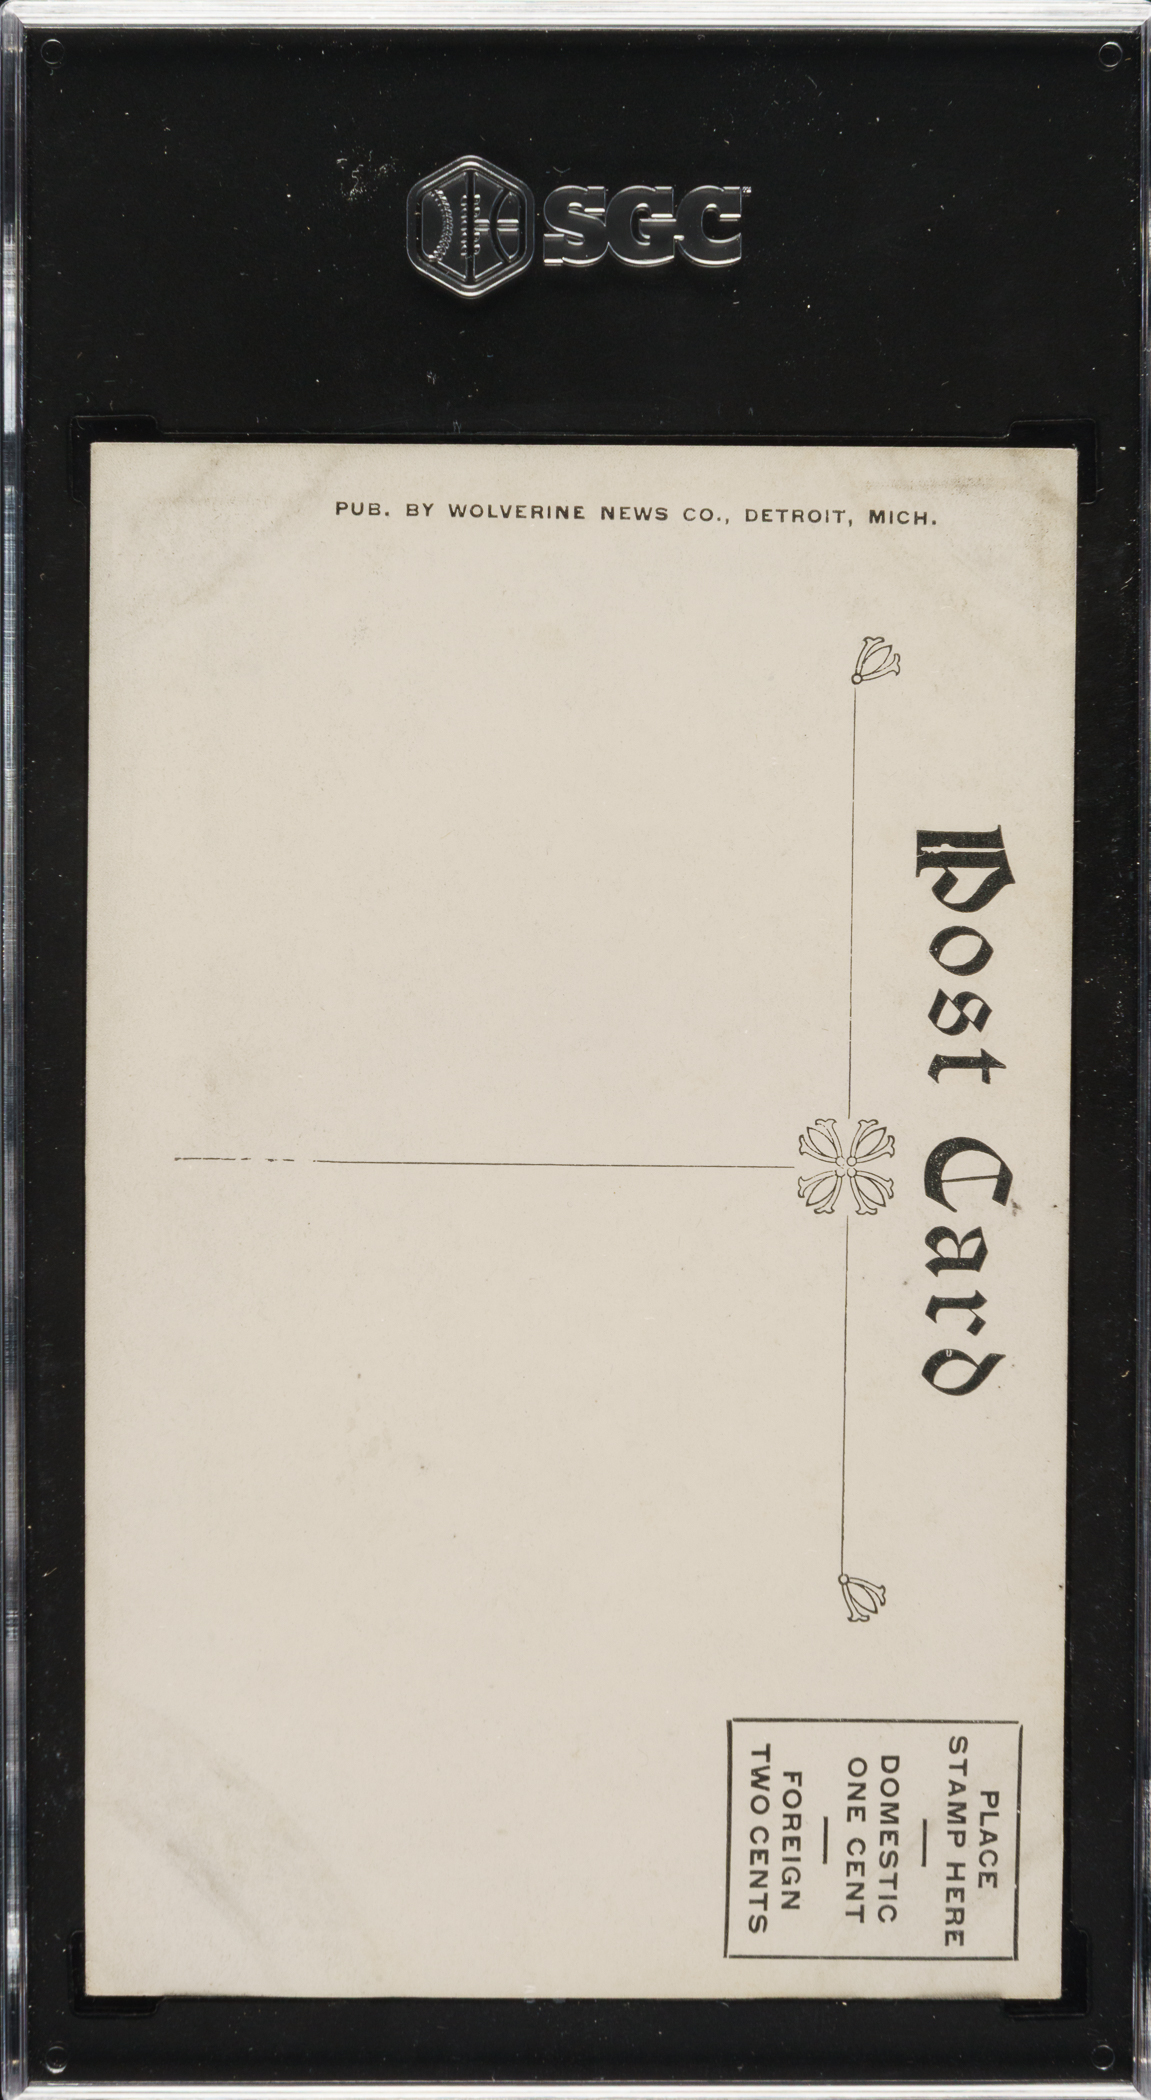 SGC
PUB. BY WOLVERINE NEWS CO., DETROIT, MICH.
Post Card
PLACE
STAMP HERE
DOMESTIC
ONE CENT
FOREIGN
TWO CENTS